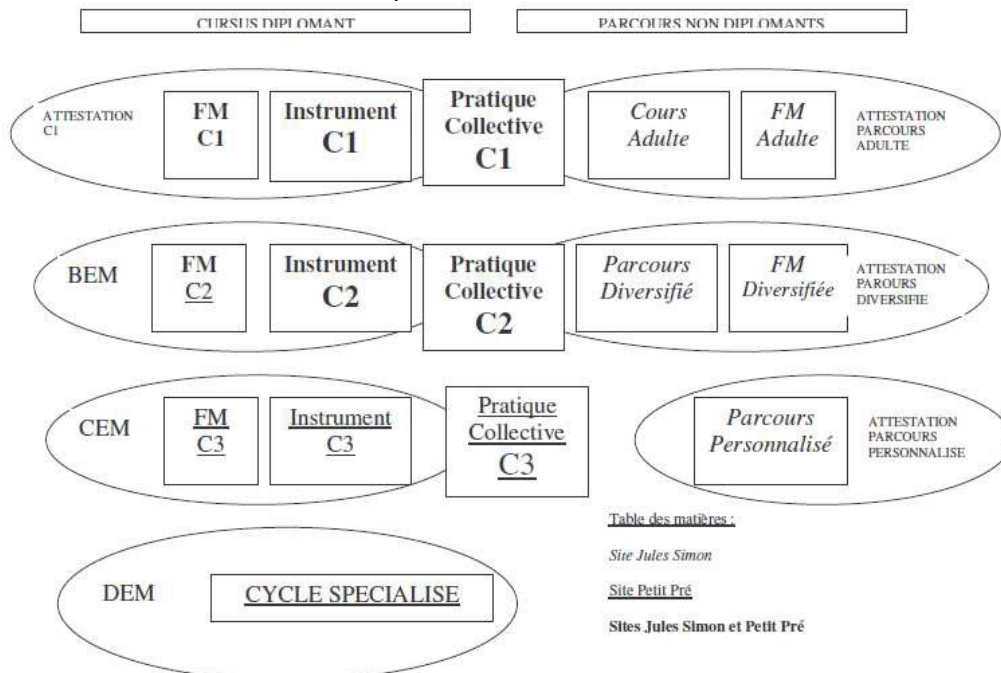 CURSUS DIPLOMANT
PARCOURS NON DIPLOMANTS
ATTESTATION
C1
FM
C1
Instrument
C1
Pratique
Collective
C1
Cours
Adulte
FM
Adulte
ATTESTATION
PARCOURS
ADULTE
BEM
FM
C2
Instrument
C2
Pratique
Collective
C2
Parcours
Diversifié
FM
Diversifiée
ATTESTATION
PAROURS
DIVERSIFIE
CEM
FM
C3
Instrument
C3
Pratique
Collective
C3
Parcours
Personnalisé
ATTESTATION
PARCOURS
PERSONNALISE
DEM
CYCLE SPECIALISE
Table des matières :
Site Jules Simon
Site Petit Pré
Sites Jules Simon et Petit Pré